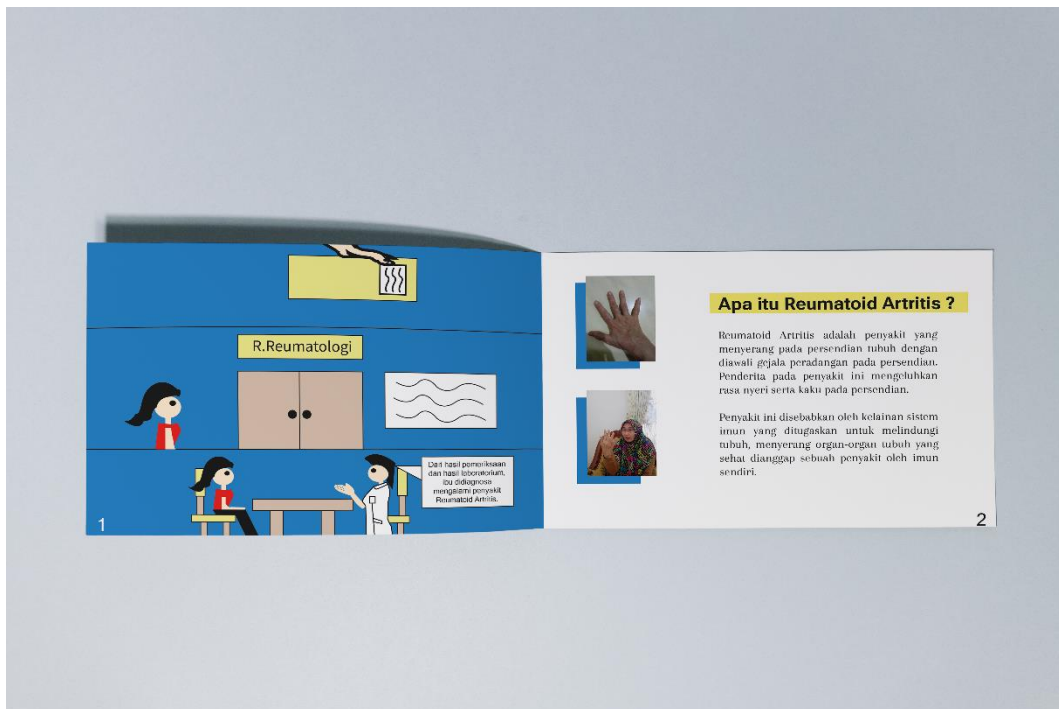 R.Reumatologi
Dari hasil pemeriksaan
dan hasil laboratorium,
ibu didiagnosa
mengalami penyakit
Reumatoid Artritis.
1
Apa itu Reumatoid Artritis ?
Reumatoid Artritis adalah penyakit yang
menyerang pada persendian tubuh dengan
diawali gejala peradangan pada persendian.
Penderita pada penyakit ini mengeluhkan
rasa nyeri serta kaku pada persendian.
Penyakit ini disebabkan oleh kelainan sistem
imun yang ditugaskan untuk melindungi
tubuh, menyerang organ-organ tubuh yang
sehat dianggap sebuah penyakit oleh imun
sendiri.
2